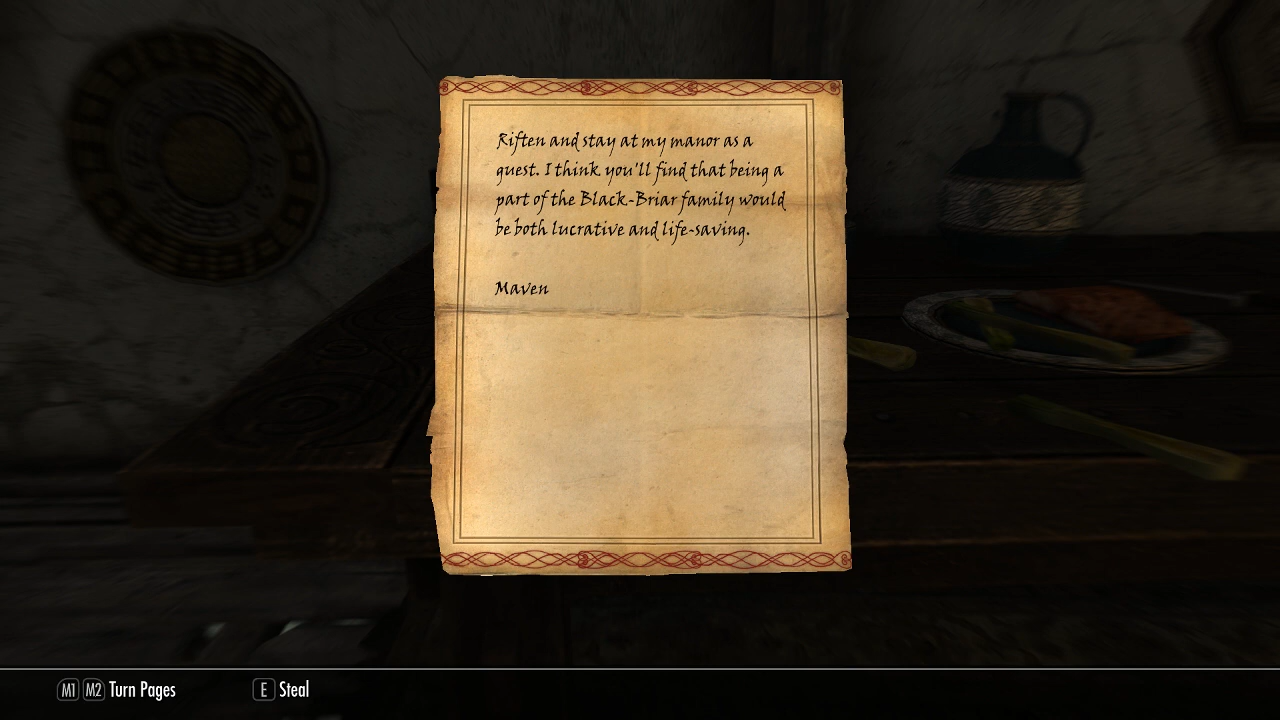 Riften and stay at my manor as a
guest. I think you'll find that being a
part of the Black-Briar family would
be both lucrative and life-saving.
Maven
M1 M2 Turn Pages
E Steal